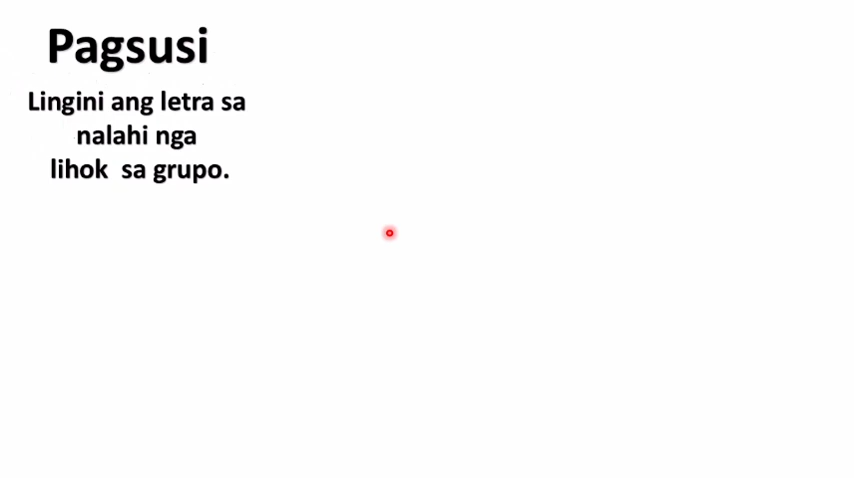 Pagsusi
Lingini ang letra sa
nalahi nga
lihok sa grupo.